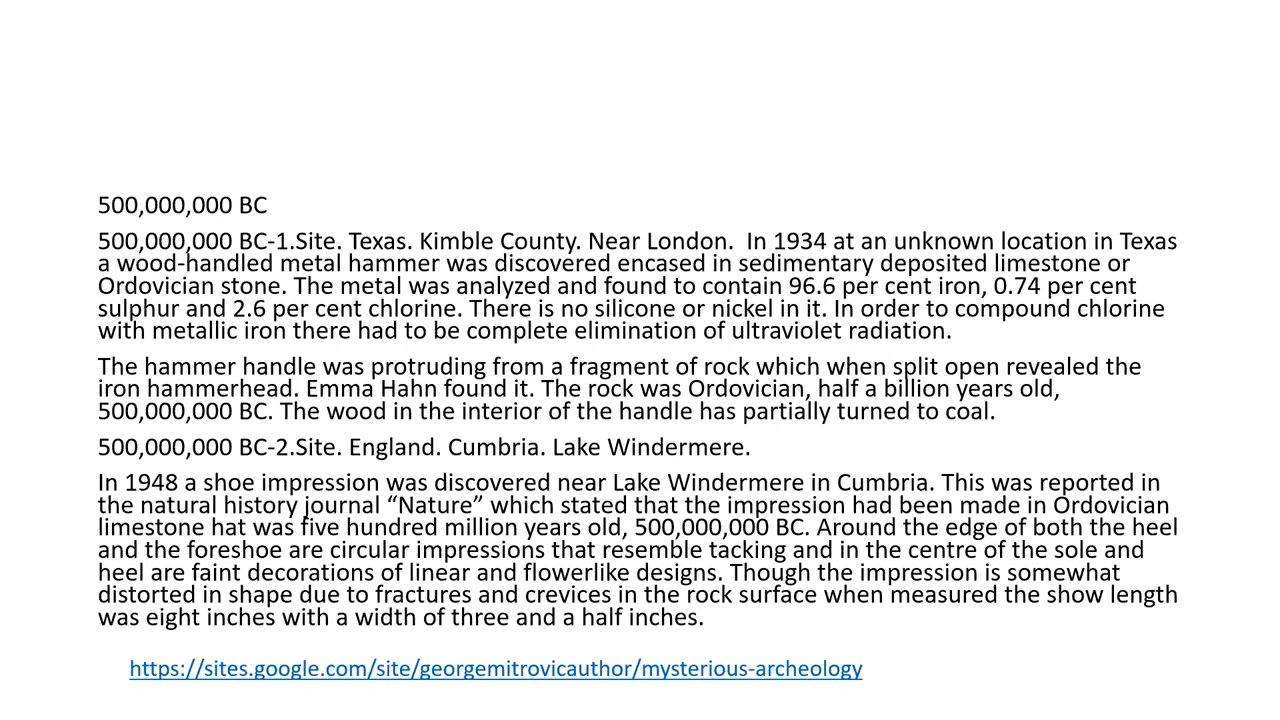 500,000,000 BC
500,000,000 BC-1.Site. Texas. Kimble County. Near London.  In 1934 at an unknown location in Texas
a wood-handled metal hammer was discovered encased in sedimentary deposited limestone or
Ordovician stone. The metal was analyzed and found to contain 96.6 per cent iron, 0.74 per cent
sulphur and 2.6 per cent chlorine. There is no silicone or nickel in it. In order to compound chlorine
with metallic iron there had to be complete elimination of ultraviolet radiation.
The hammer handle was protruding from a fragment of rock which when split open revealed the
iron hammerhead. Emma Hahn found it. The rock was Ordovician, half a billion years old,
500,000,000 BC. The wood in the interior of the handle has partially turned to coal.
500,000,000 BC-2.Site. England. Cumbria. Lake Windermere.
In 1948 a shoe impression was discovered near Lake Windermere in Cumbria. This was reported in
the natural history journal “Nature” which stated that the impression had been made in Ordovician
limestone hat was five hundred million years old, 500,000,000 BC. Around the edge of both the heel
and the foreshoe are circular impressions that resemble tacking and in the centre of the sole and
heel are faint decorations of linear and flowerlike designs. Though the impression is somewhat
distorted in shape due to fractures and crevices in the rock surface when measured the show length
was eight inches with a width of three and a half inches.
https://sites.google.com/site/georgemitrovicauthor/mysterious-archeology